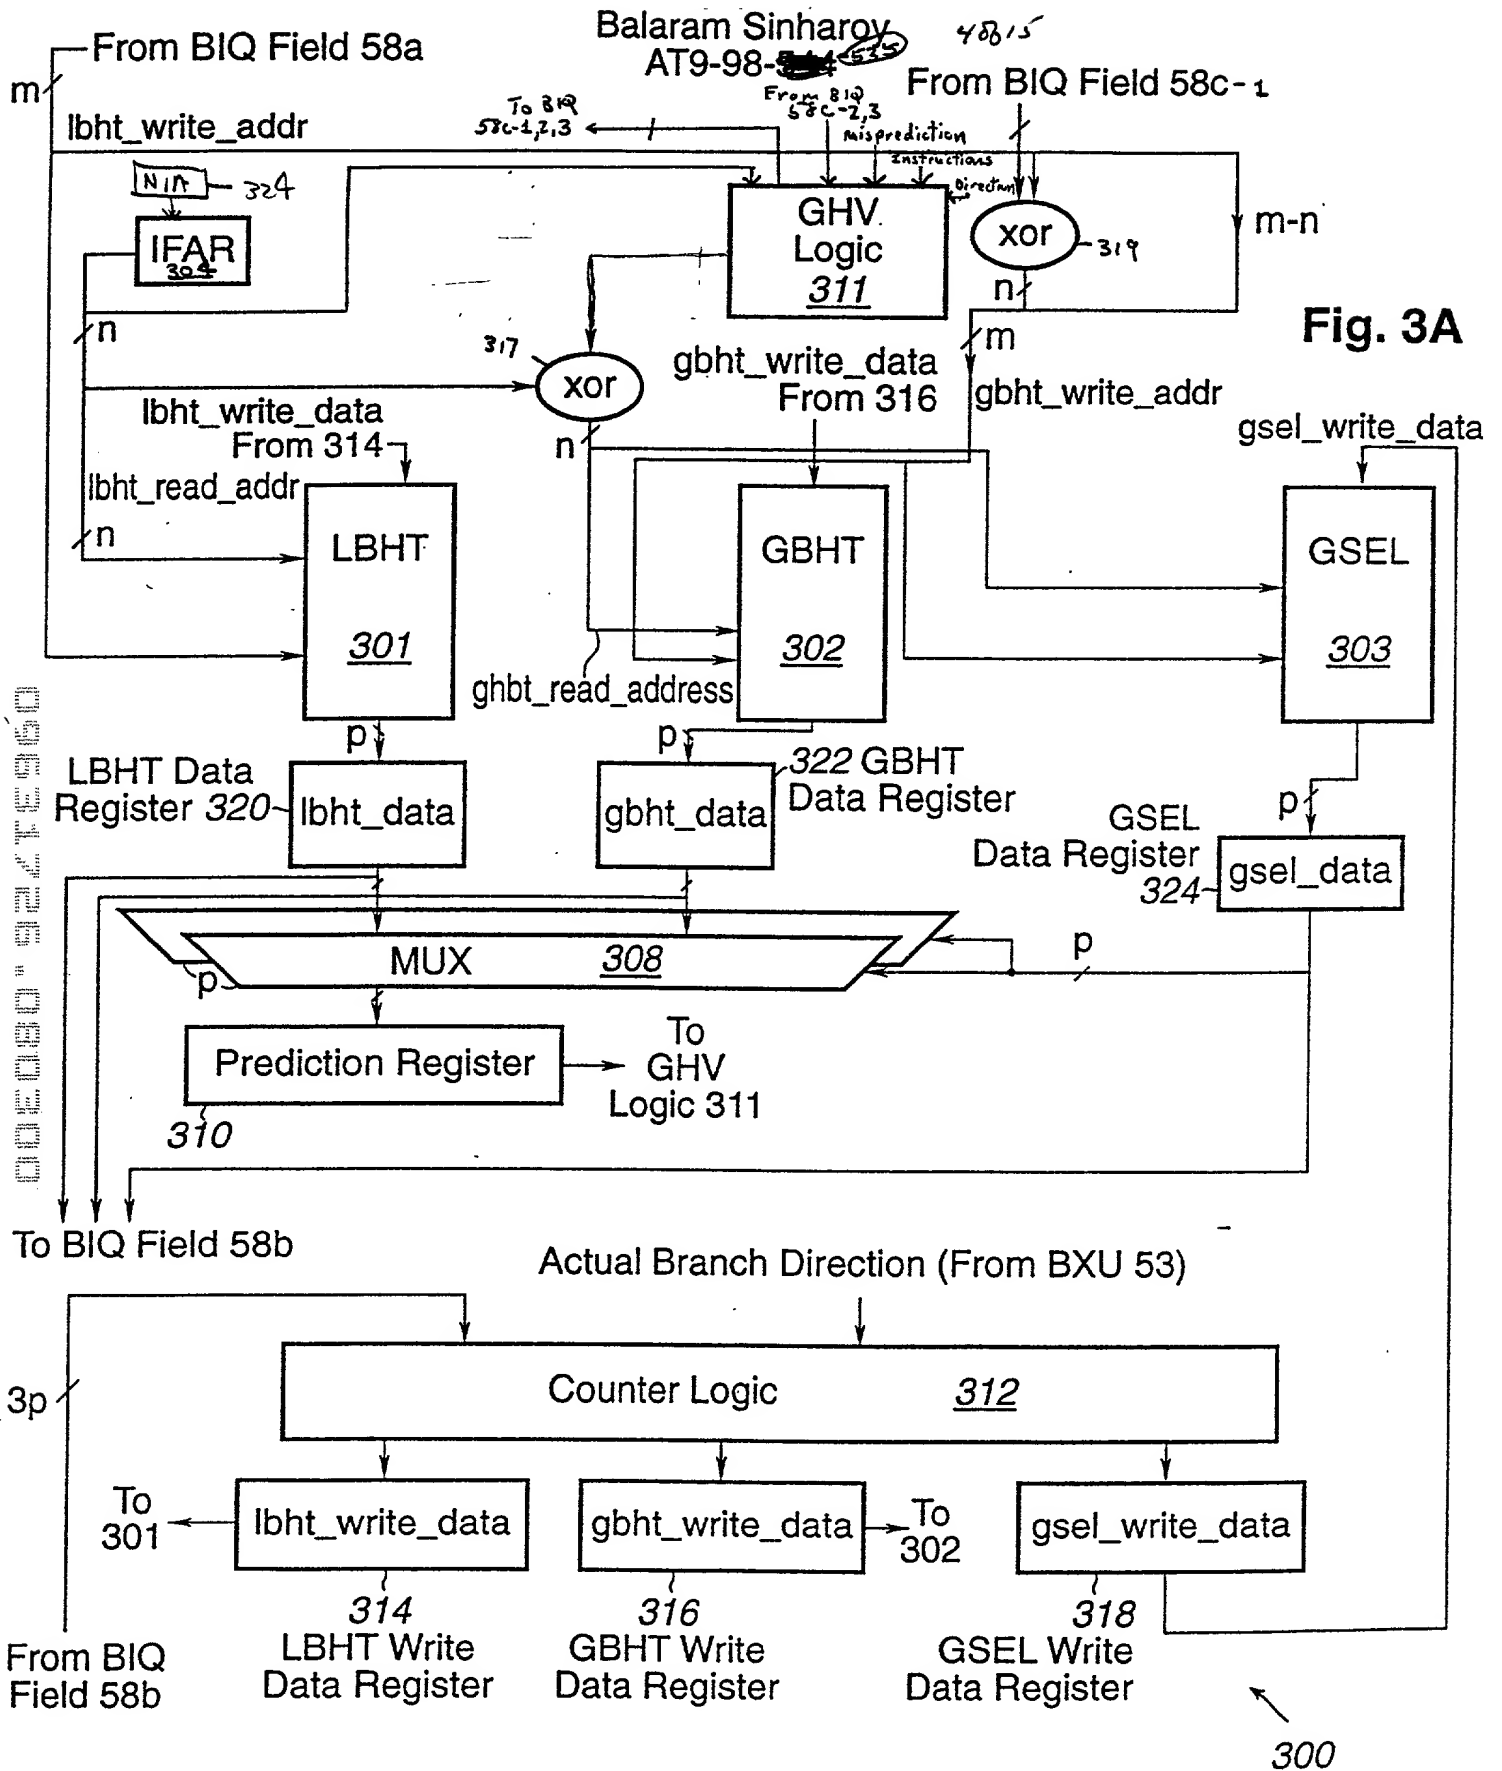 Balaram Sinharoy
48815
AT9-98- -535
From BIQ Field 58a
m
From BIQ
58c-2,3
From BIQ Field 58c-1
To BIQ
58c-1,2,3
lbht_write_addr
misprediction
Instructions
Direction
NIA
324
IFAR
304
GHV
Logic
311
xor
319
m-n
n
n
Fig. 3A
m
317
xor
gbht_write_data
From 316
gbht_write_addr
lbht_write_data
From 314
n
gsel_write_data
lbht_read_addr
n
LBHT
301
GBHT
302
GSEL
303
ghbt_read_address
p
p
LBHT Data
Register 320
lbht_data
gbht_data
322 GBHT
Data Register
p
GSEL
Data Register
324
gsel_data
MUX 308
p
p
Prediction Register
310
To
GHV
Logic 311
To BIQ Field 58b
Actual Branch Direction (From BXU 53)
3p
Counter Logic 312
To
301
lbht_write_data
gbht_write_data
To
302
gsel_write_data
314
LBHT Write
Data Register
316
GBHT Write
Data Register
318
GSEL Write
Data Register
From BIQ
Field 58b
300